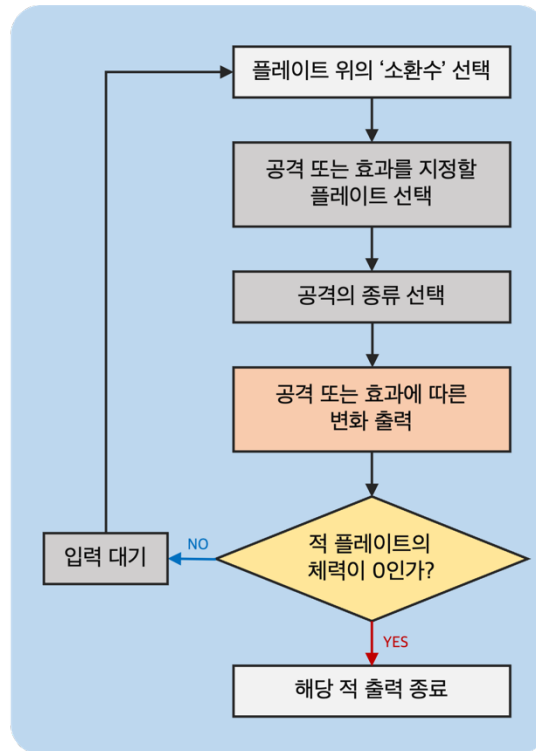 플레이트 위의 ‘소환수’ 선택
공격 또는 효과를 지정할
플레이트 선택
공격의 종류 선택
공격 또는 효과에 따른
변화 출력
적 플레이트의
체력이 0인가?
NO
입력 대기
YES
해당 적 출력 종료